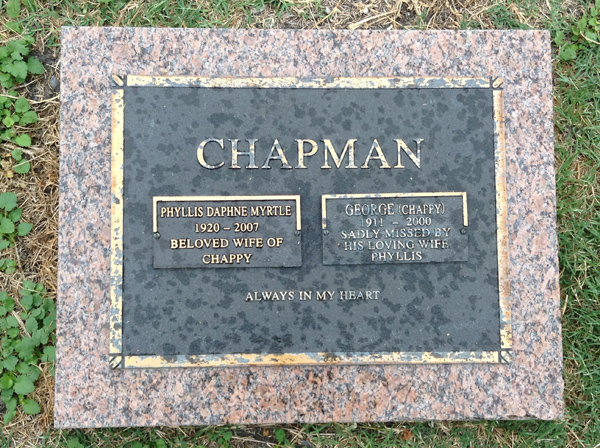 CHAPMAN
PHYLLIS DAPHNE MYRTLE
1920 - 2007
BELOVED WIFE OF
CHAPPY
GEORGE (CHAPPY)
1911 - 2000
SADLY MISSED BY
HIS LOVING WIFE
PHYLLIS
ALWAYS IN MY HEART